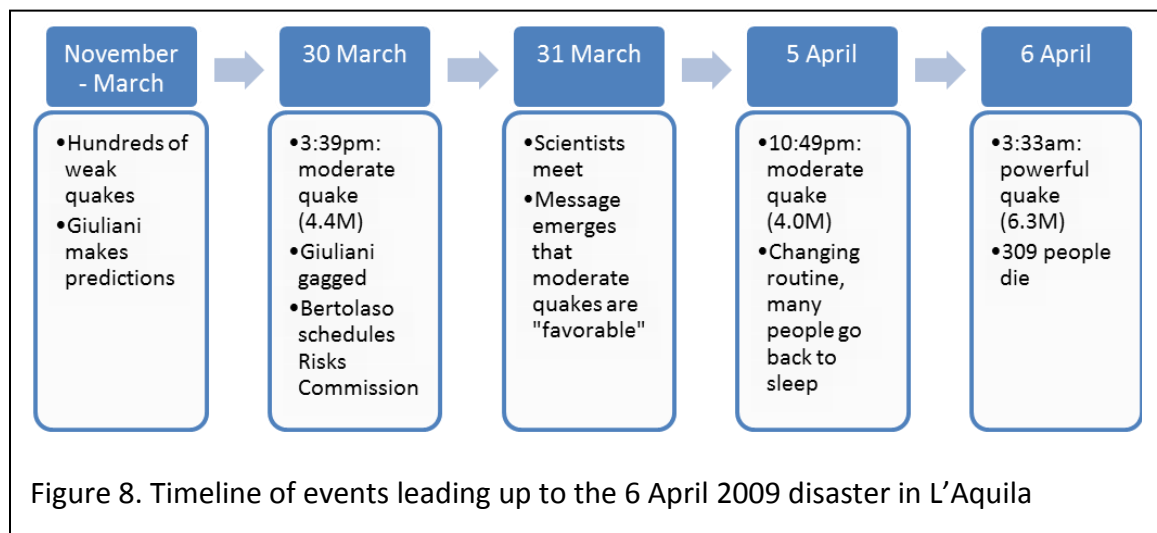 November
- March
•Hundreds of
weak
quakes
•Giuliani
makes
predictions
30 March
•3:39pm:
moderate
quake
(4.4M)
•Giuliani
gagged
•Bertolaso
schedules
Risks
Commission
31 March
•Scientists
meet
•Message
emerges
that
moderate
quakes are
"favorable"
5 April
•10:49pm:
moderate
quake
(4.0M)
•Changing
routine,
many
people go
back to
sleep
6 April
•3:33am:
powerful
quake
(6.3M)
•309 people
die
Figure 8. Timeline of events leading up to the 6 April 2009 disaster in L’Aquila